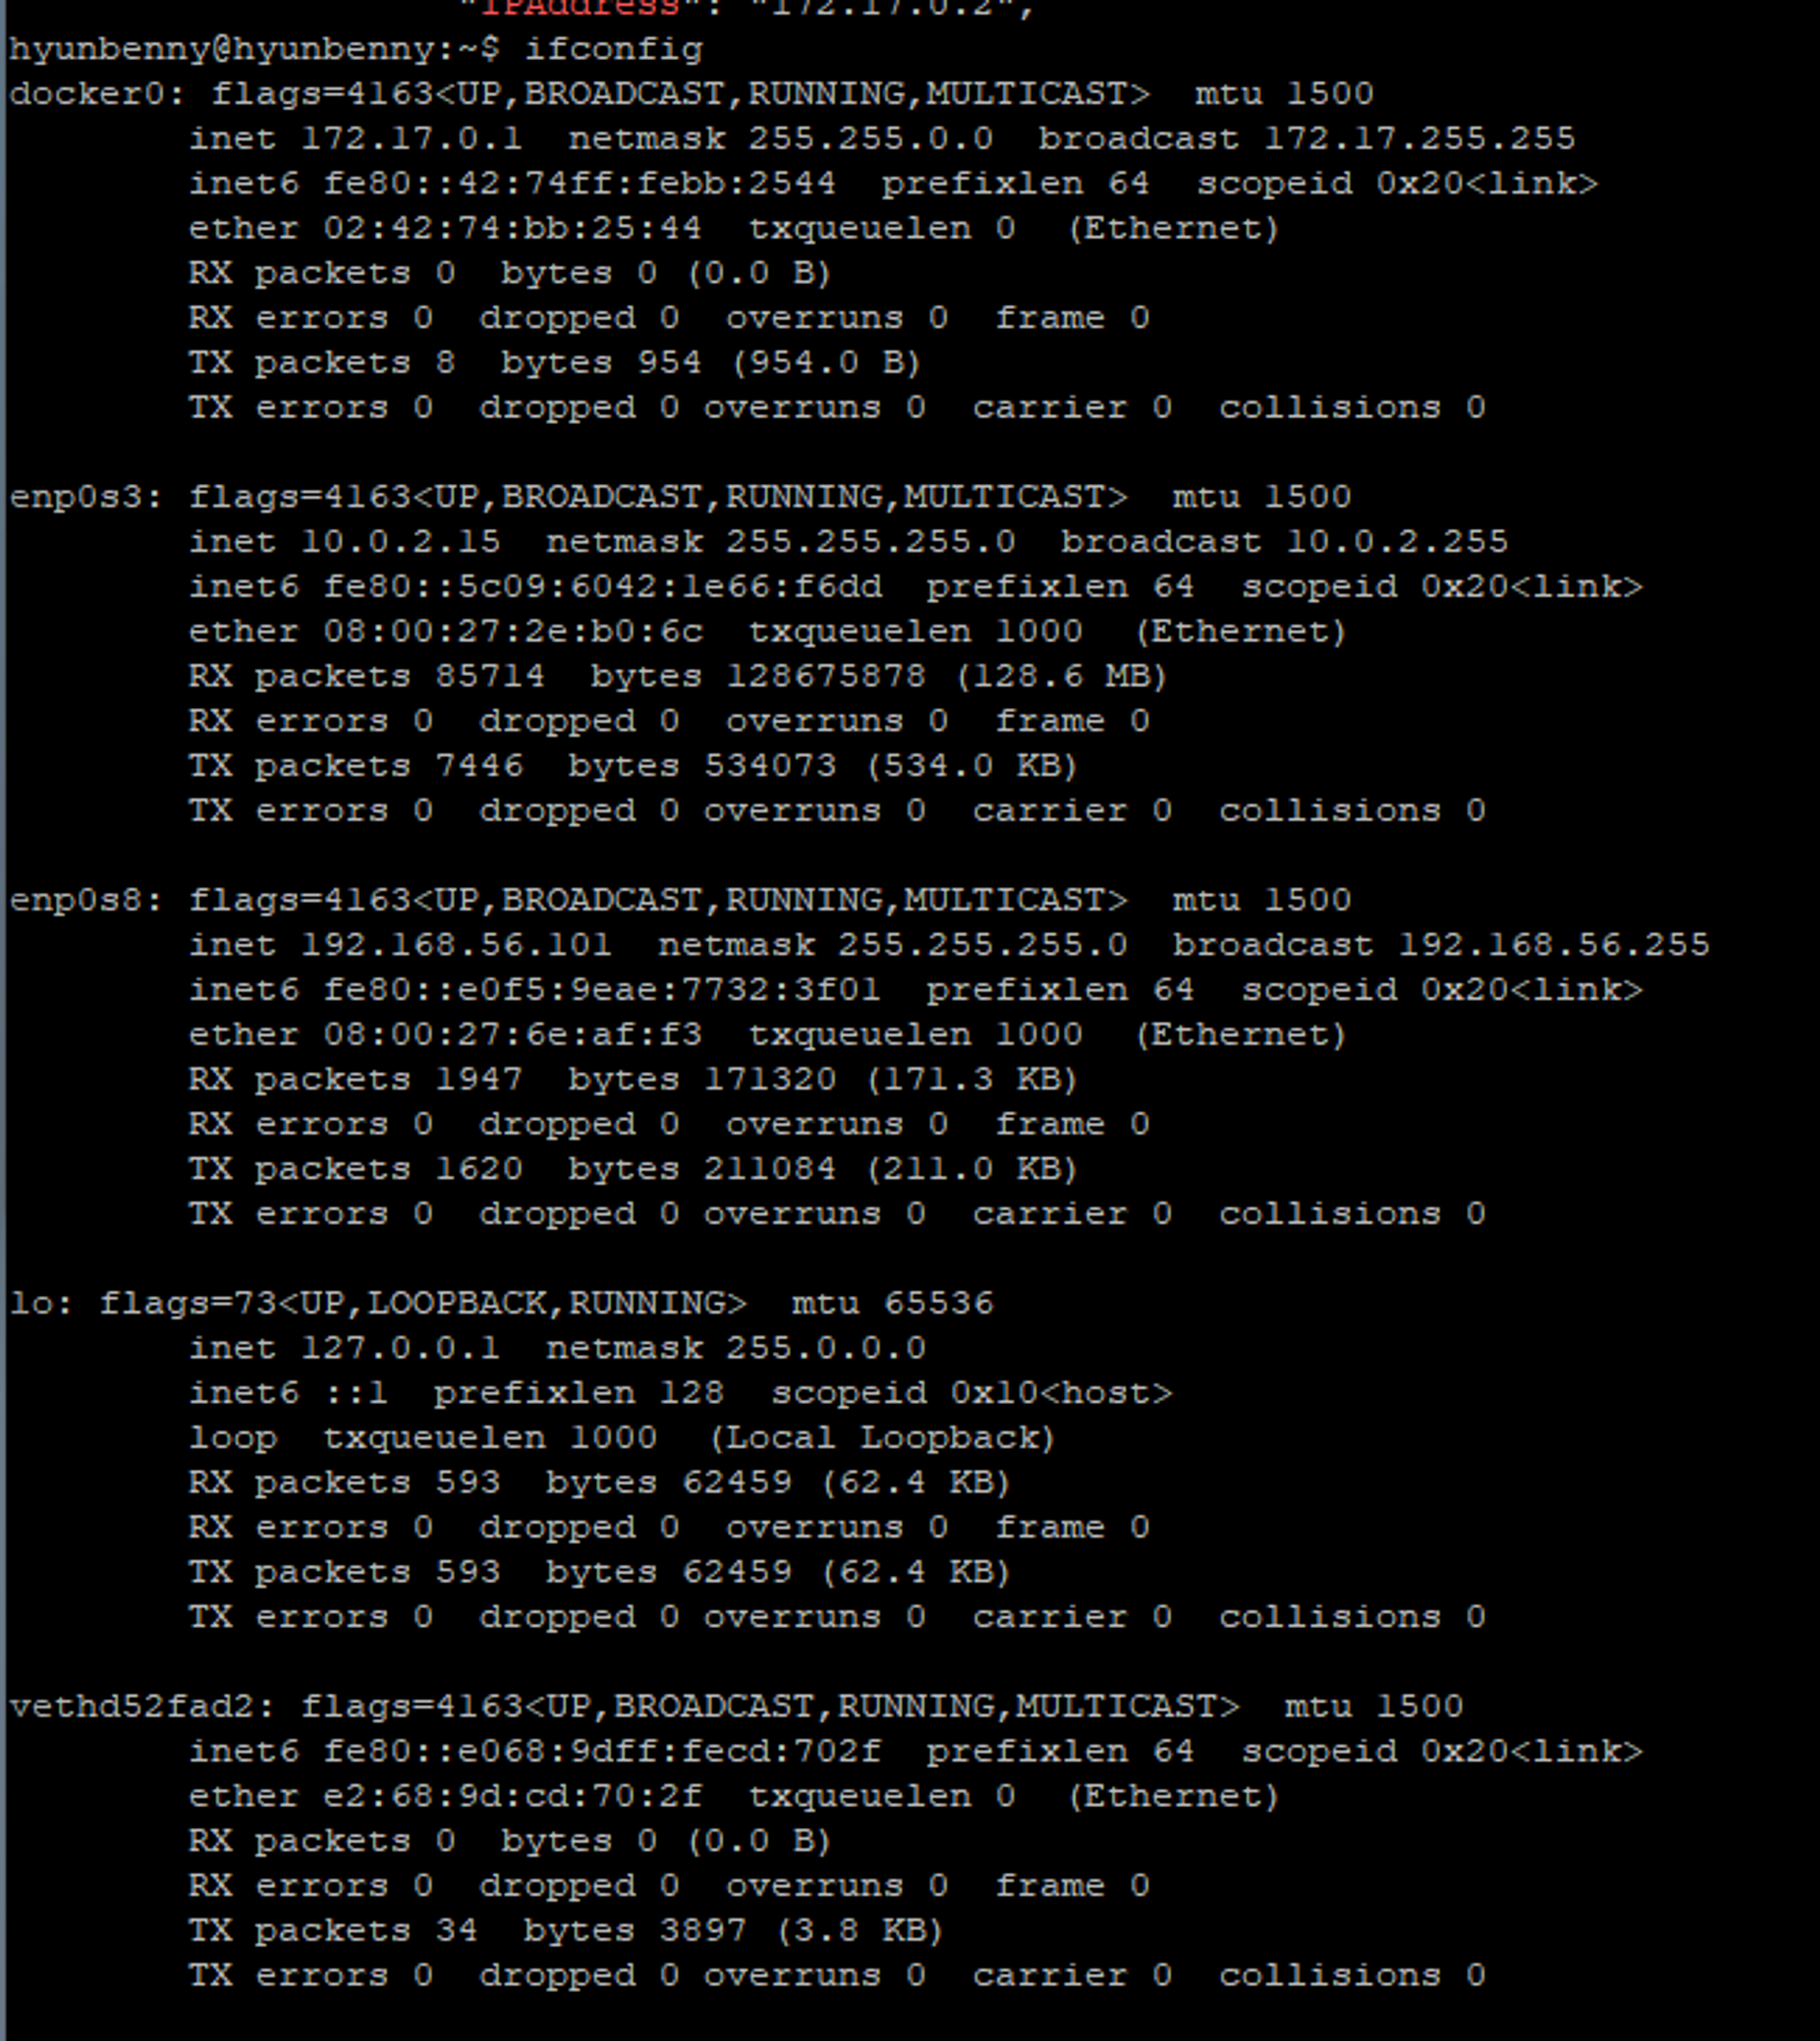 "IPAddress": "172.17.0.2",
hyunbenny@hyunbenny:~$ ifconfig
docker0: flags=4163<UP,BROADCAST,RUNNING,MULTICAST>  mtu 1500
        inet 172.17.0.1  netmask 255.255.0.0  broadcast 172.17.255.255
        inet6 fe80::42:74ff:febb:2544  prefixlen 64  scopeid 0x20<link>
        ether 02:42:74:bb:25:44  txqueuelen 0  (Ethernet)
        RX packets 0  bytes 0 (0.0 B)
        RX errors 0  dropped 0  overruns 0  frame 0
        TX packets 8  bytes 954 (954.0 B)
        TX errors 0  dropped 0 overruns 0  carrier 0  collisions 0

enp0s3: flags=4163<UP,BROADCAST,RUNNING,MULTICAST>  mtu 1500
        inet 10.0.2.15  netmask 255.255.255.0  broadcast 10.0.2.255
        inet6 fe80::5c09:6042:1e66:f6dd  prefixlen 64  scopeid 0x20<link>
        ether 08:00:27:2e:b0:6c  txqueuelen 1000  (Ethernet)
        RX packets 85714  bytes 128675878 (128.6 MB)
        RX errors 0  dropped 0  overruns 0  frame 0
        TX packets 7446  bytes 534073 (534.0 KB)
        TX errors 0  dropped 0 overruns 0  carrier 0  collisions 0

enp0s8: flags=4163<UP,BROADCAST,RUNNING,MULTICAST>  mtu 1500
        inet 192.168.56.101  netmask 255.255.255.0  broadcast 192.168.56.255
        inet6 fe80::e0f5:9eae:7732:3f01  prefixlen 64  scopeid 0x20<link>
        ether 08:00:27:6e:af:f3  txqueuelen 1000  (Ethernet)
        RX packets 1947  bytes 171320 (171.3 KB)
        RX errors 0  dropped 0  overruns 0  frame 0
        TX packets 1620  bytes 211084 (211.0 KB)
        TX errors 0  dropped 0 overruns 0  carrier 0  collisions 0

lo: flags=73<UP,LOOPBACK,RUNNING>  mtu 65536
        inet 127.0.0.1  netmask 255.0.0.0
        inet6 ::1  prefixlen 128  scopeid 0x10<host>
        loop  txqueuelen 1000  (Local Loopback)
        RX packets 593  bytes 62459 (62.4 KB)
        RX errors 0  dropped 0  overruns 0  frame 0
        TX packets 593  bytes 62459 (62.4 KB)
        TX errors 0  dropped 0 overruns 0  carrier 0  collisions 0

vethd52fad2: flags=4163<UP,BROADCAST,RUNNING,MULTICAST>  mtu 1500
        inet6 fe80::e068:9dff:fecd:702f  prefixlen 64  scopeid 0x20<link>
        ether e2:68:9d:cd:70:2f  txqueuelen 0  (Ethernet)
        RX packets 0  bytes 0 (0.0 B)
        RX errors 0  dropped 0  overruns 0  frame 0
        TX packets 34  bytes 3897 (3.8 KB)
        TX errors 0  dropped 0 overruns 0  carrier 0  collisions 0